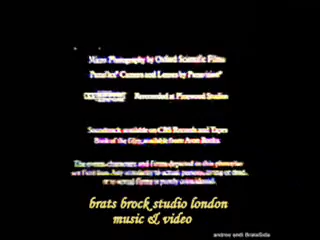 Micro Photography by Oxford Scientific Films
Panaflex® Camera and Lenses by Panavision®
Rerecorded at Pinewood Studios
Soundtrack available on CBS Records and Tapes
Book of the film available from Avon Books.
The events, characters and firms depicted in this photoplay
are fictitious. Any similarity to actual persons, living or dead,
or to actual firms is purely coincidental.
brats brock studio london
music & video